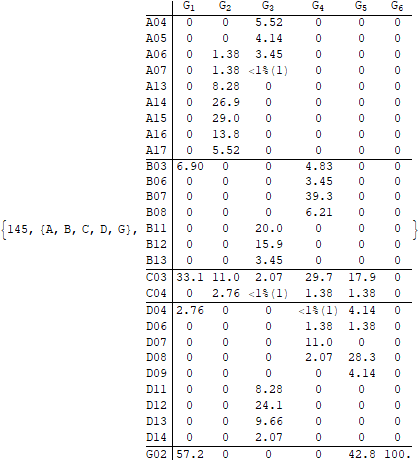 G1 G2 G3 G4 G5 G6
A04 0 0 5.52 0 0 0
A05 0 0 4.14 0 0 0
A06 0 1.38 3.45 0 0 0
A07 0 1.38 <1%(1) 0 0 0
A13 0 8.28 0 0 0 0
A14 0 26.9 0 0 0 0
A15 0 29.0 0 0 0 0
A16 0 13.8 0 0 0 0
A17 0 5.52 0 0 0 0
B03 6.90 0 0 4.83 0 0
B06 0 0 0 3.45 0 0
B07 0 0 0 39.3 0 0
B08 0 0 0 6.21 0 0
{145, {A, B, C, D, G}, B11 0 0 20.0 0 0 0 }
B12 0 0 15.9 0 0 0
B13 0 0 3.45 0 0 0
C03 33.1 11.0 2.07 29.7 17.9 0
C04 0 2.76 <1%(1) 1.38 1.38 0
D04 2.76 0 0 <1%(1) 4.14 0
D06 0 0 0 1.38 1.38 0
D07 0 0 0 11.0 0 0
D08 0 0 0 2.07 28.3 0
D09 0 0 0 0 4.14 0
D11 0 0 8.28 0 0 0
D12 0 0 24.1 0 0 0
D13 0 0 9.66 0 0 0
D14 0 0 2.07 0 0 0
G02 57.2 0 0 0 42.8 100.